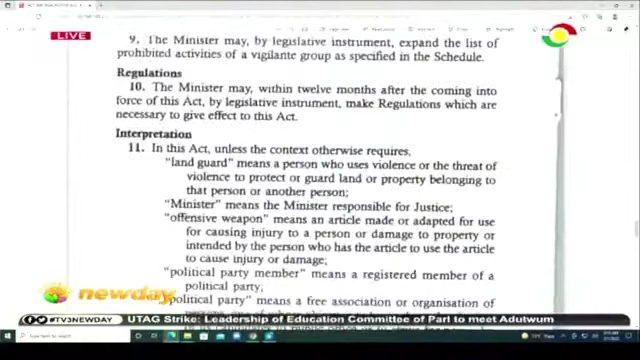 LIVE
9. The Minister may, by legislative instrument, expand the list of
prohibited activities of a vigilante group as specified in the Schedule.
Regulations
10. The Minister may, within twelve months after the coming into
force of this Act, by legislative instrument, make Regulations which are
necessary to give effect to this Act.
Interpretation
11. In this Act, unless the context otherwise requires,
"land guard" means a person who uses violence or the threat of
violence to protect or guard land or property belonging to
that person or another person;
"Minister" means the Minister responsible for Justice;
"offensive weapon" means an article made or adapted for use
for causing injury to a person or damage to property or
intended by the person who has the article to use the article
to cause injury or damage;
"political party member" means a registered member of a
political party;
"political party" means a free association or organisation of
newday
#TV3NEWDAY
UTAG Strike: Leadership of Education Committee of Parl to meet Adutwum
Type here to search